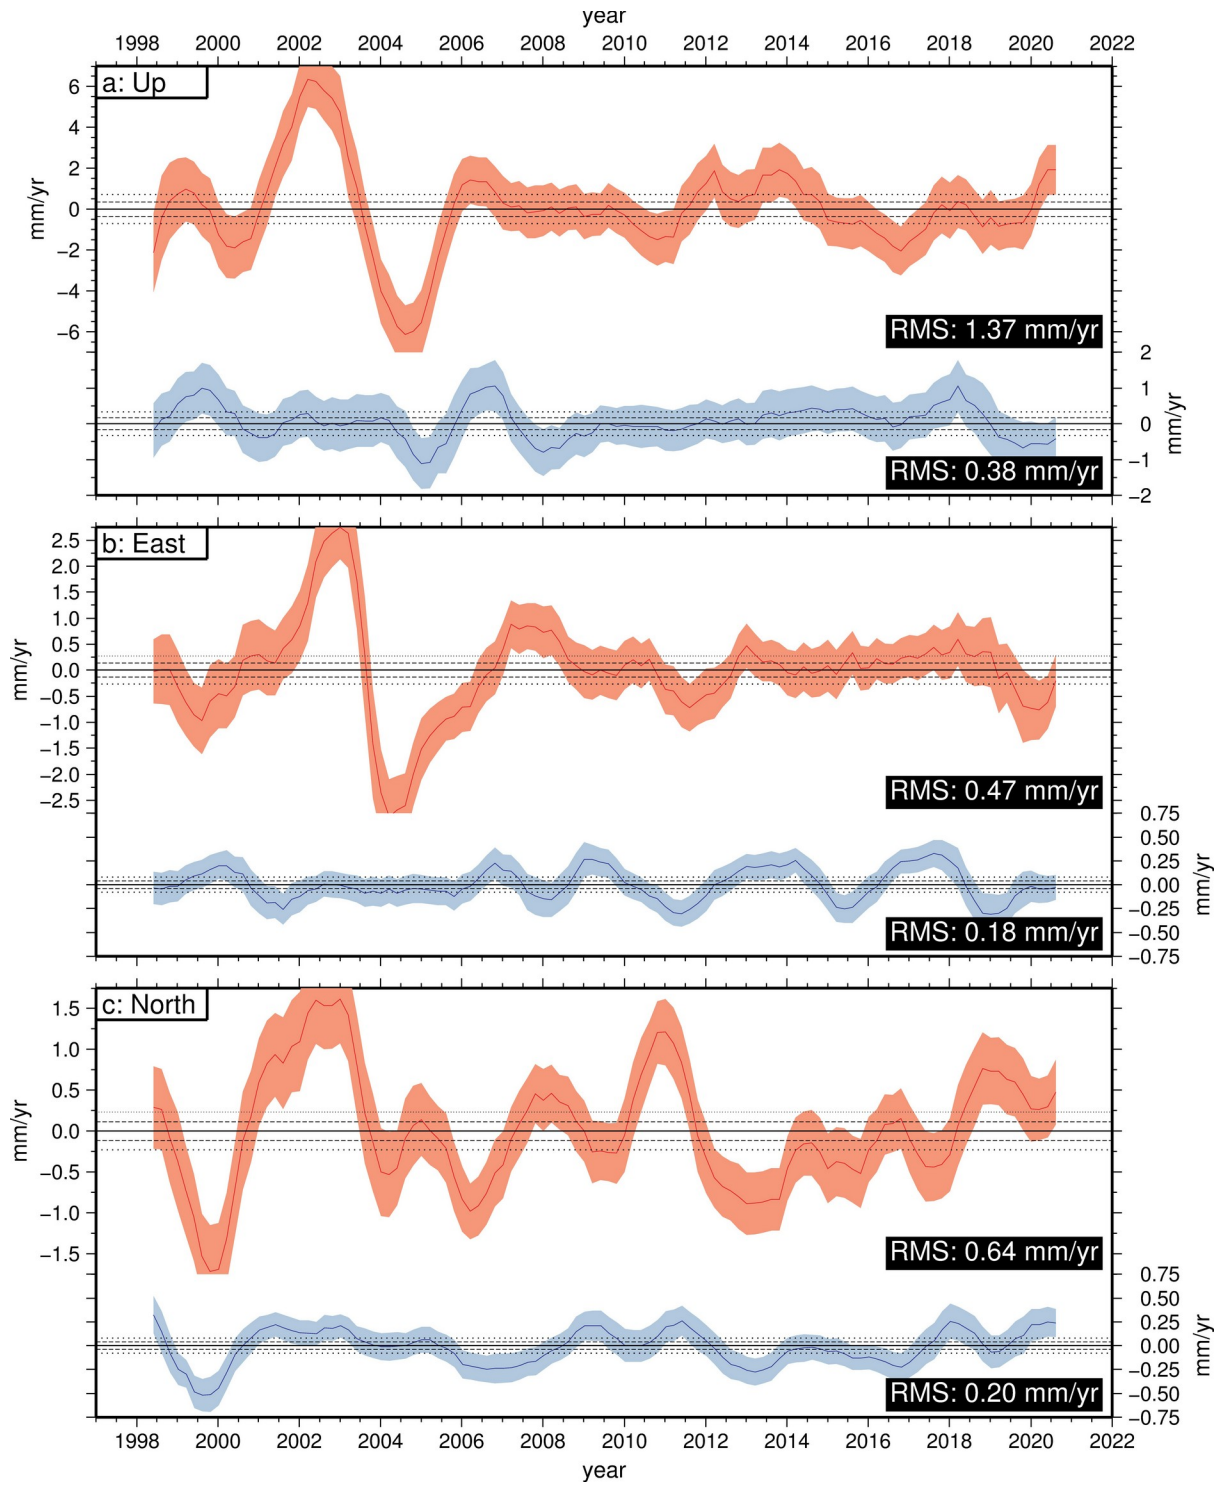 year
1998 2000 2002 2004 2006 2008 2010 2012 2014 2016 2018 2020 2022
a: Up
6
4
2
0
−2
−4
−6
mm/yr
RMS: 1.37 mm/yr
2
1
0
−1
−2
mm/yr
RMS: 0.38 mm/yr
b: East
2.5
2.0
1.5
1.0
0.5
0.0
−0.5
−1.0
−1.5
−2.0
−2.5
mm/yr
RMS: 0.47 mm/yr
0.75
0.50
0.25
0.00
−0.25
−0.50
−0.75
mm/yr
RMS: 0.18 mm/yr
c: North
1.5
1.0
0.5
0.0
−0.5
−1.0
−1.5
mm/yr
RMS: 0.64 mm/yr
0.75
0.50
0.25
0.00
−0.25
−0.50
−0.75
mm/yr
RMS: 0.20 mm/yr
1998 2000 2002 2004 2006 2008 2010 2012 2014 2016 2018 2020 2022
year